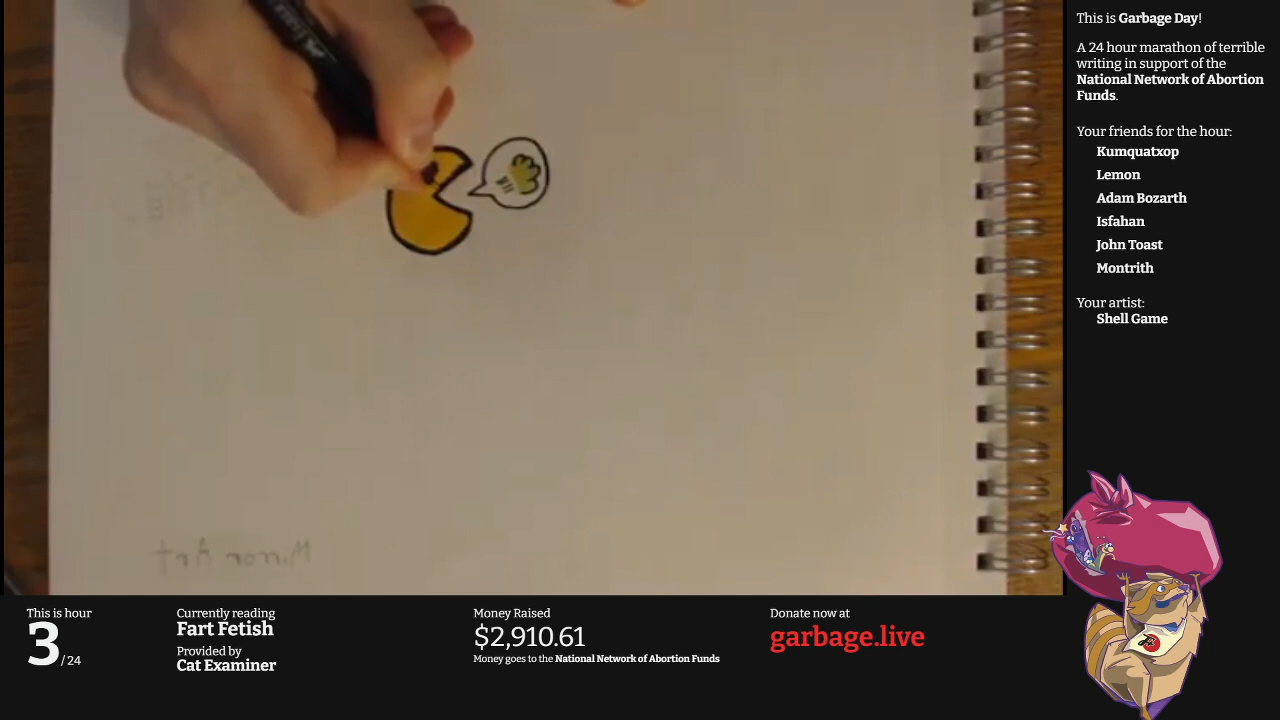 This is Garbage Day!
A 24 hour marathon of terrible
writing in support of the
National Network of Abortion
Funds.
Your friends for the hour:
Kumquatxop
Lemon
Adam Bozarth
Isfahan
John Toast
Montrith
Your artist:
Shell Game
Mirror Art
This is hour
3/24
Currently reading
Fart Fetish
Provided by
Cat Examiner
Money Raised
$2,910.61
Money goes to the National Network of Abortion Funds
Donate now at
garbage.live